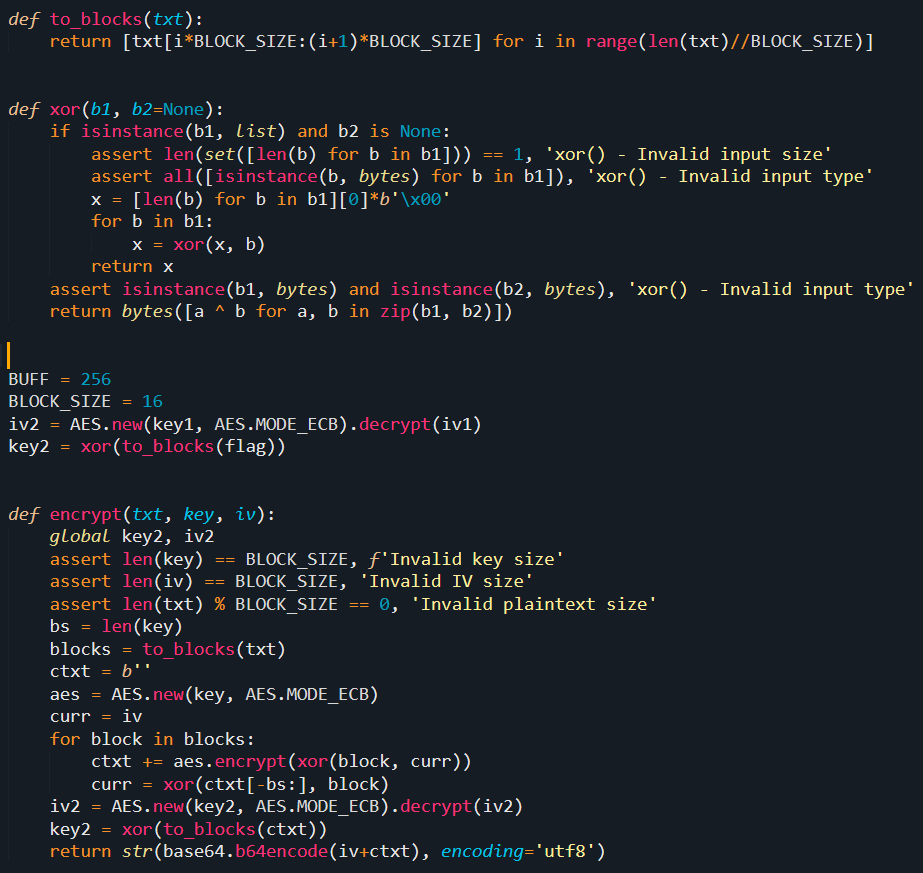 def to_blocks(txt):
    return [txt[i*BLOCK_SIZE:(i+1)*BLOCK_SIZE] for i in range(len(txt)//BLOCK_SIZE)]
def xor(b1, b2=None):
    if isinstance(b1, list) and b2 is None:
        assert len(set([len(b) for b in b1])) == 1, 'xor() - Invalid input size'
        assert all([isinstance(b, bytes) for b in b1]), 'xor() - Invalid input type'
        x = [len(b) for b in b1][0]*b'\x00'
        for b in b1:
            x = xor(x, b)
        return x
    assert isinstance(b1, bytes) and isinstance(b2, bytes), 'xor() - Invalid input type'
    return bytes([a ^ b for a, b in zip(b1, b2)])
BUFF = 256
BLOCK_SIZE = 16
iv2 = AES.new(key1, AES.MODE_ECB).decrypt(iv1)
key2 = xor(to_blocks(flag))
def encrypt(txt, key, iv):
    global key2, iv2
    assert len(key) == BLOCK_SIZE, f'Invalid key size'
    assert len(iv) == BLOCK_SIZE, 'Invalid IV size'
    assert len(txt) % BLOCK_SIZE == 0, 'Invalid plaintext size'
    bs = len(key)
    blocks = to_blocks(txt)
    ctxt = b''
    aes = AES.new(key, AES.MODE_ECB)
    curr = iv
    for block in blocks:
        ctxt += aes.encrypt(xor(block, curr))
        curr = xor(ctxt[-bs:], block)
    iv2 = AES.new(key2, AES.MODE_ECB).decrypt(iv2)
    key2 = xor(to_blocks(ctxt))
    return str(base64.b64encode(iv+ctxt), encoding='utf8')